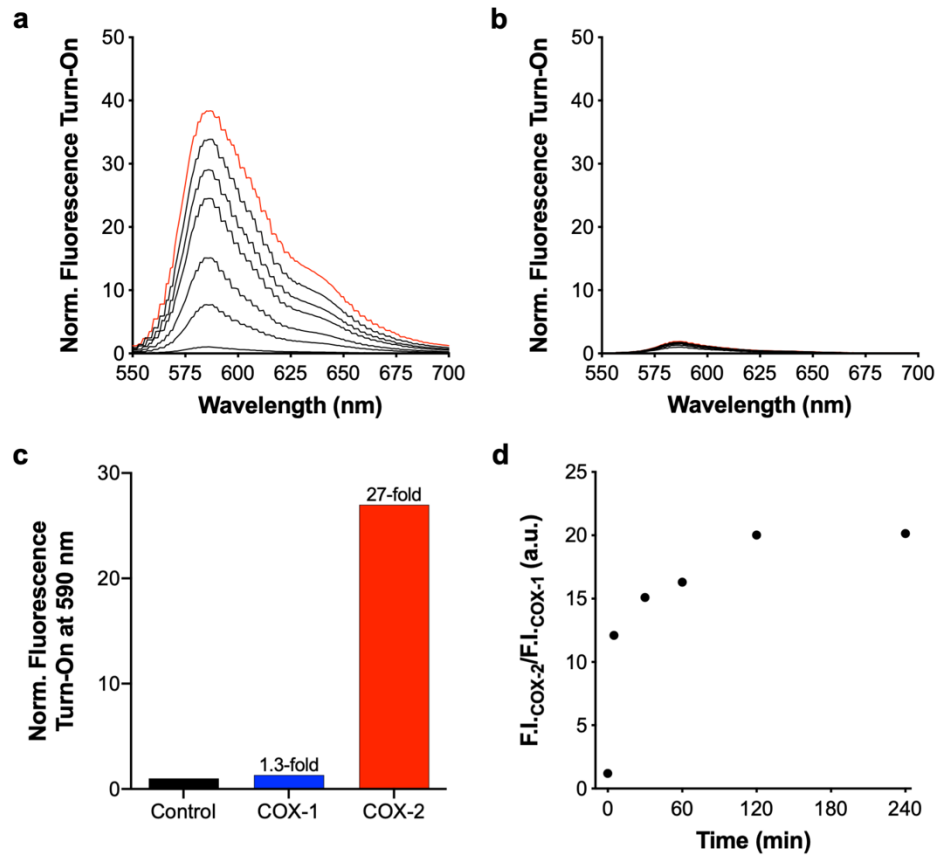 a
Norm. Fluorescence Turn-On
50
40
30
20
10
0
550 575 600 625 650 675 700
Wavelength (nm)
b
Norm. Fluorescence Turn-On
50
40
30
20
10
0
550 575 600 625 650 675 700
Wavelength (nm)
c
Norm. Fluorescence
Turn-On at 590 nm
30
20
10
0
1.3-fold
27-fold
Control COX-1 COX-2
d
F.I.COX-2/F.I.COX-1 (a.u.)
25
20
15
10
5
0
0 60 120 180 240
Time (min)